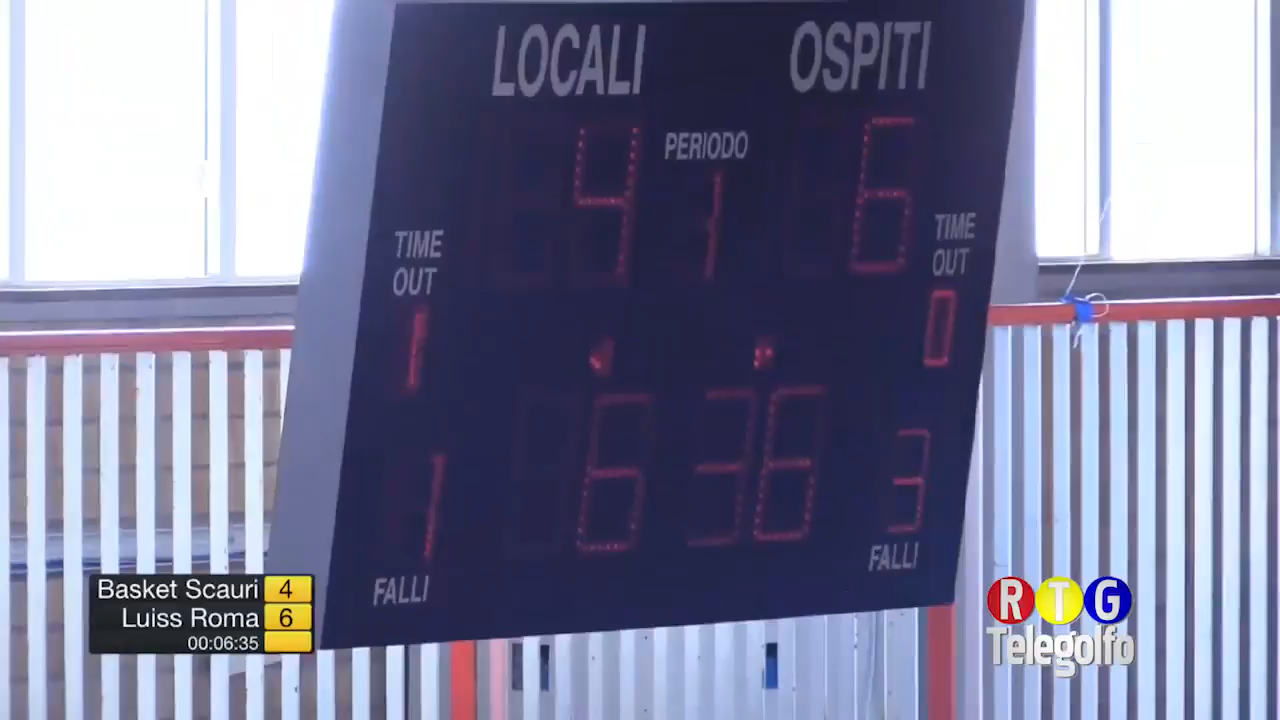 LOCALI
OSPITI
4
PERIODO
1
6
TIME
OUT
TIME
OUT
1
0
6:36
1
3
FALLI
FALLI
Basket Scauri 4
Luiss Roma 6
00:06:35
RTG
Telegolfo